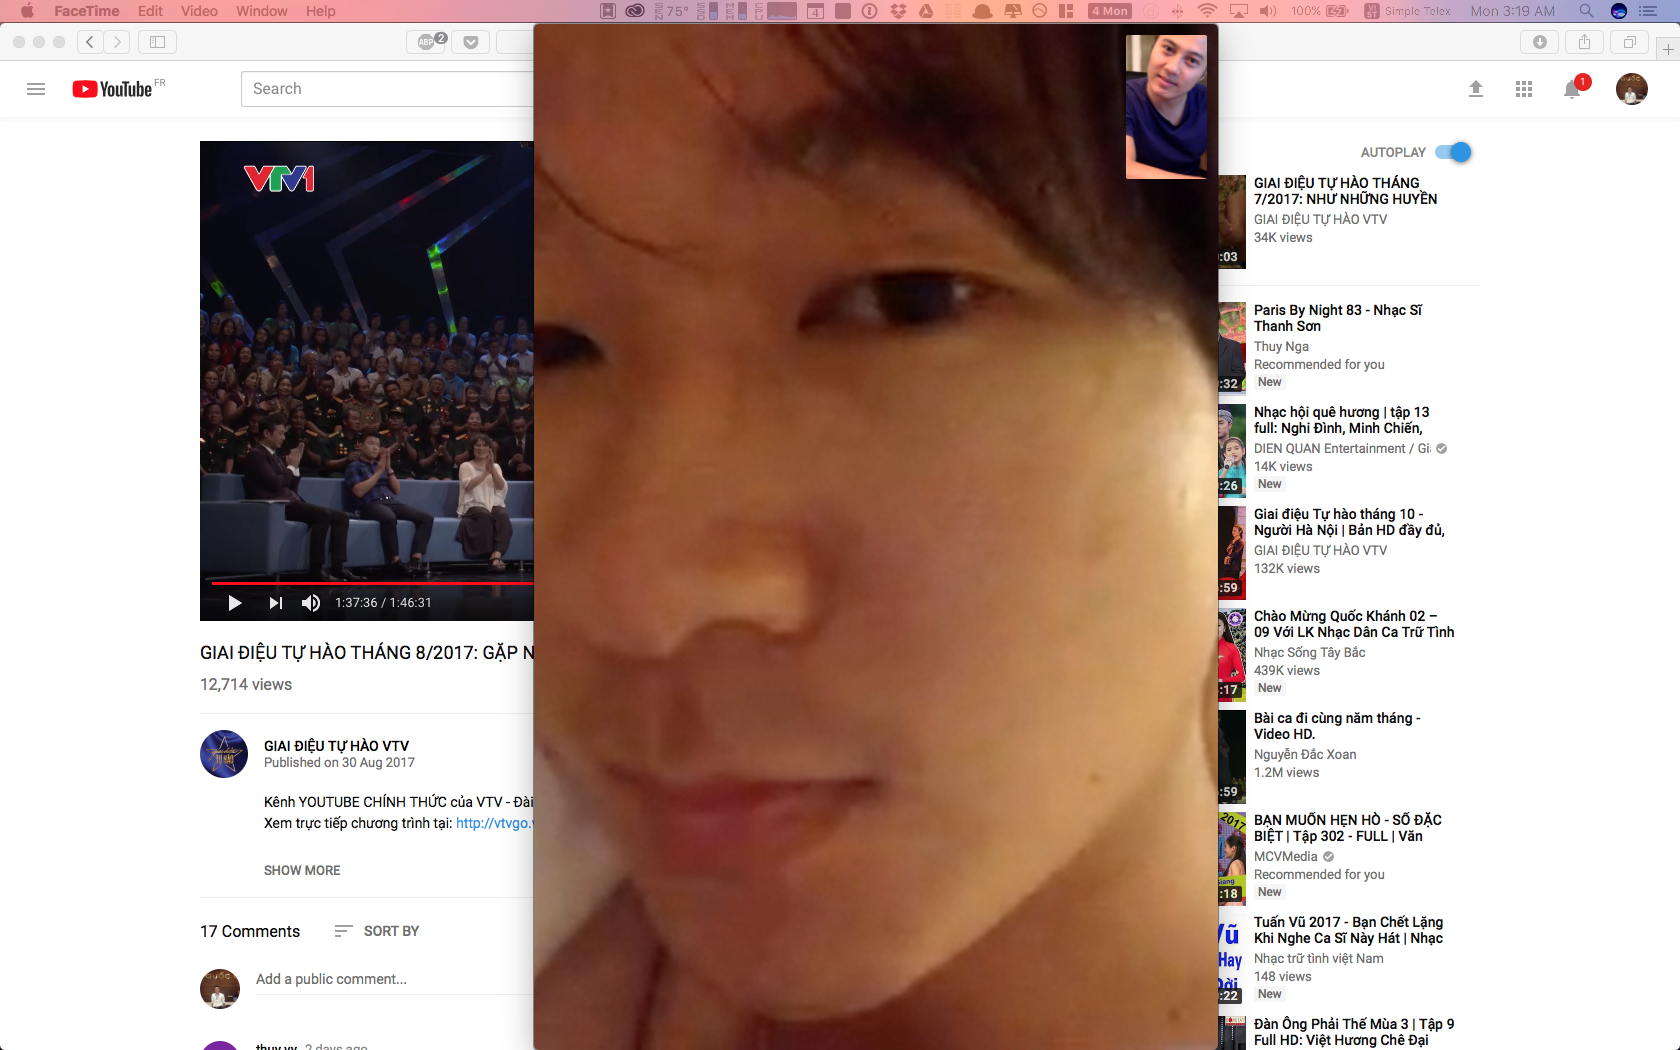 FaceTime Edit Video Window Help
75°
4
4 Mon
100%
Simple Telex
Mon 3:19 AM
ABP 2
YouTube FR
Search
1
VTV1
1:37:36 / 1:46:31
GIAI ĐIỆU TỰ HÀO THÁNG 8/2017: GẶP
12,714 views
GIAI ĐIỆU TỰ HÀO VTV
Published on 30 Aug 2017
Kênh YOUTUBE CHÍNH THỨC của VTV - Đài
Xem trực tiếp chương trình tại: http://vtvgo.
SHOW MORE
17 Comments
SORT BY
Add a public comment...
thuy vy 2 days ago
AUTOPLAY
GIAI ĐIỆU TỰ HÀO THÁNG
7/2017: NHƯ NHỮNG HUYỀN
GIAI ĐIỆU TỰ HÀO VTV
34K views
:03
Paris By Night 83 - Nhạc Sĩ
Thanh Sơn
Thuy Nga
Recommended for you
New
:32
Nhạc hội quê hương | tập 13
full: Nghi Đình, Minh Chiến,
DIEN QUAN Entertainment / Gi
14K views
New
:26
Giai điệu Tự hào tháng 10 -
Người Hà Nội | Bản HD đầy đủ,
GIAI ĐIỆU TỰ HÀO VTV
132K views
:59
Chào Mừng Quốc Khánh 02 –
09 Với LK Nhạc Dân Ca Trữ Tình
Nhạc Sống Tây Bắc
439K views
New
:17
Bài ca đi cùng năm tháng -
Video HD.
Nguyễn Đắc Xoan
1.2M views
:59
BẠN MUỐN HẸN HÒ - SỐ ĐẶC
BIỆT | Tập 302 - FULL | Văn
MCVMedia
Recommended for you
New
2017
Giang
:18
Tuấn Vũ 2017 - Bạn Chết Lặng
Khi Nghe Ca Sĩ Này Hát | Nhạc
Nhạc trữ tình việt Nam
148 views
New
Vũ
Hay
:22
Đàn Ông Phải Thế Mùa 3 | Tập 9
Full HD: Việt Hương Chê Đại